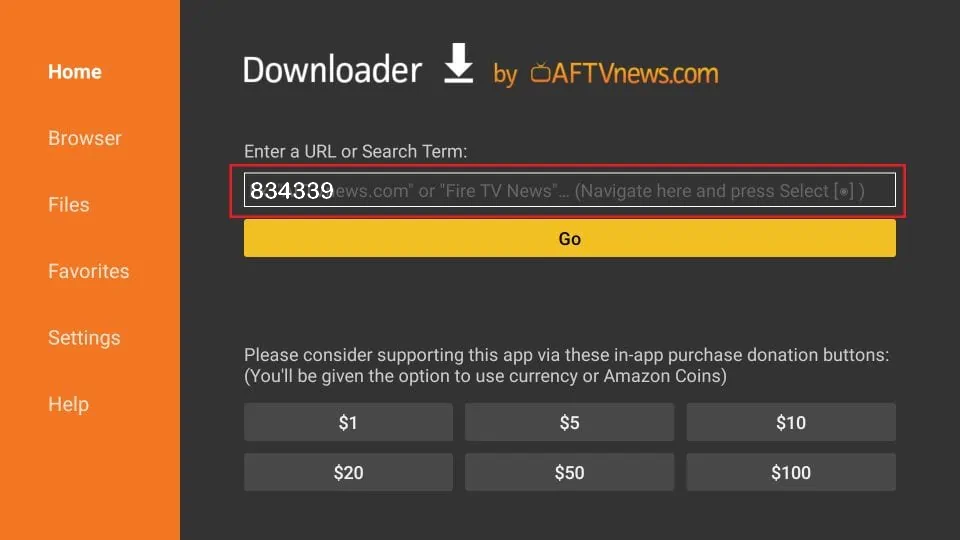 Home
Browser
Files
Favorites
Settings
Help
Downloader by AFTVnews.com
Enter a URL or Search Term:
834339ews.com" or "Fire TV News"... (Navigate here and press Select [◉] )
Go
Please consider supporting this app via these in-app purchase donation buttons:
(You'll be given the option to use currency or Amazon Coins)
$1 $5 $10
$20 $50 $100